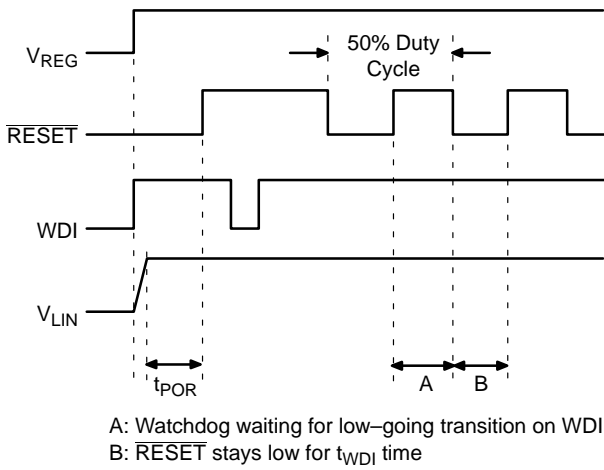 V_REG
50% Duty
Cycle
RESET
WDI
V_LIN
t_POR
A
B
A: Watchdog waiting for low–going transition on WDI
B: RESET stays low for t_WDI time